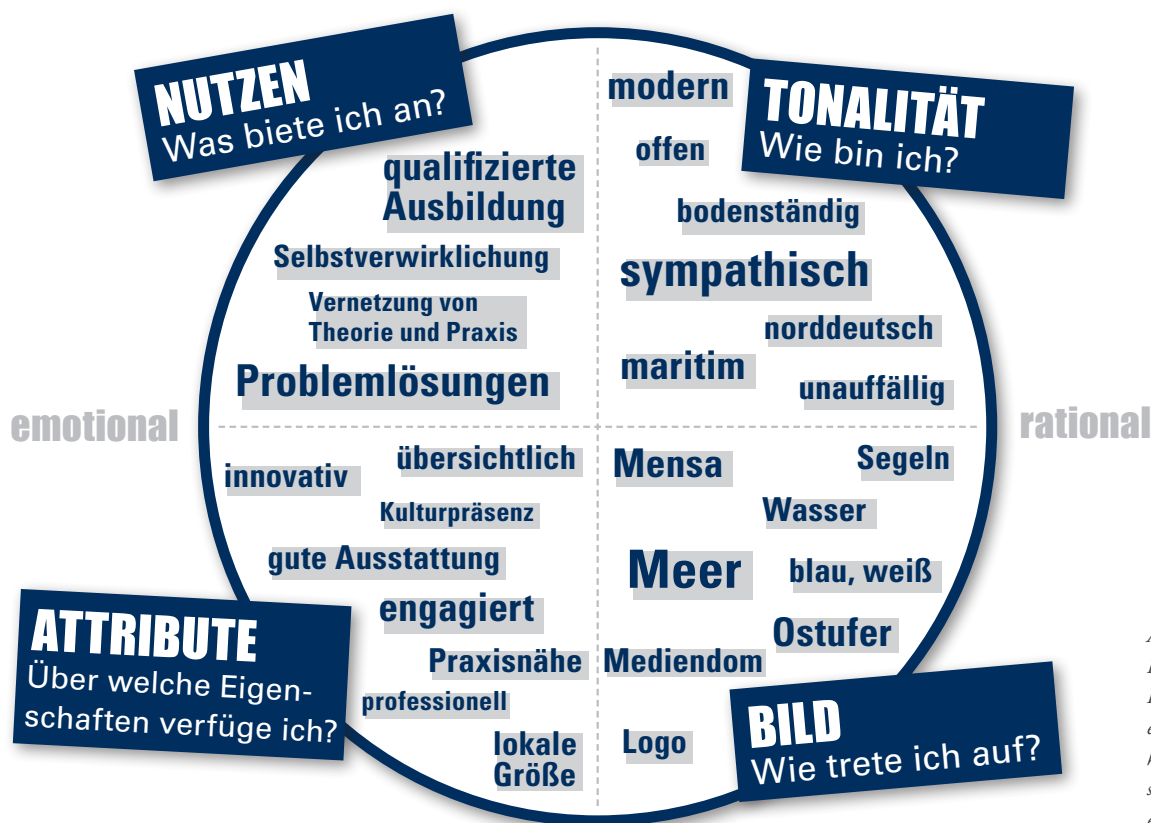 NUTZEN
Was biete ich an?
qualifizierte
Ausbildung
Selbstverwirklichung
Vernetzung von
Theorie und Praxis
Problemlösungen
TONALITÄT
Wie bin ich?
modern
offen
bodenständig
sympathisch
norddeutsch
maritim
unauffällig
emotional
rational
innovativ
übersichtlich
Kulturpräsenz
gute Ausstattung
engagiert
Praxisnähe
professionell
lokale
Größe
ATTRIBUTE
Über welche Eigen-
schaften verfüge ich?
Mensa
Segeln
Wasser
Meer
blau, weiß
Ostufer
Mediendom
Logo
BILD
Wie trete ich auf?